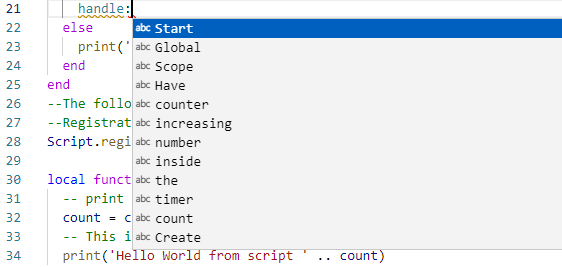 21 handle:
22 else
23 print('
24 end
25 end
26 --The follo
27 --Registrat
28 Script.regi
29
30 local funct
31 -- print
32 count = c
33 -- This i
34 print('Hello World from script ' .. count)
abc Start
abc Global
abc Scope
abc Have
abc counter
abc increasing
abc number
abc inside
abc the
abc timer
abc count
abc Create